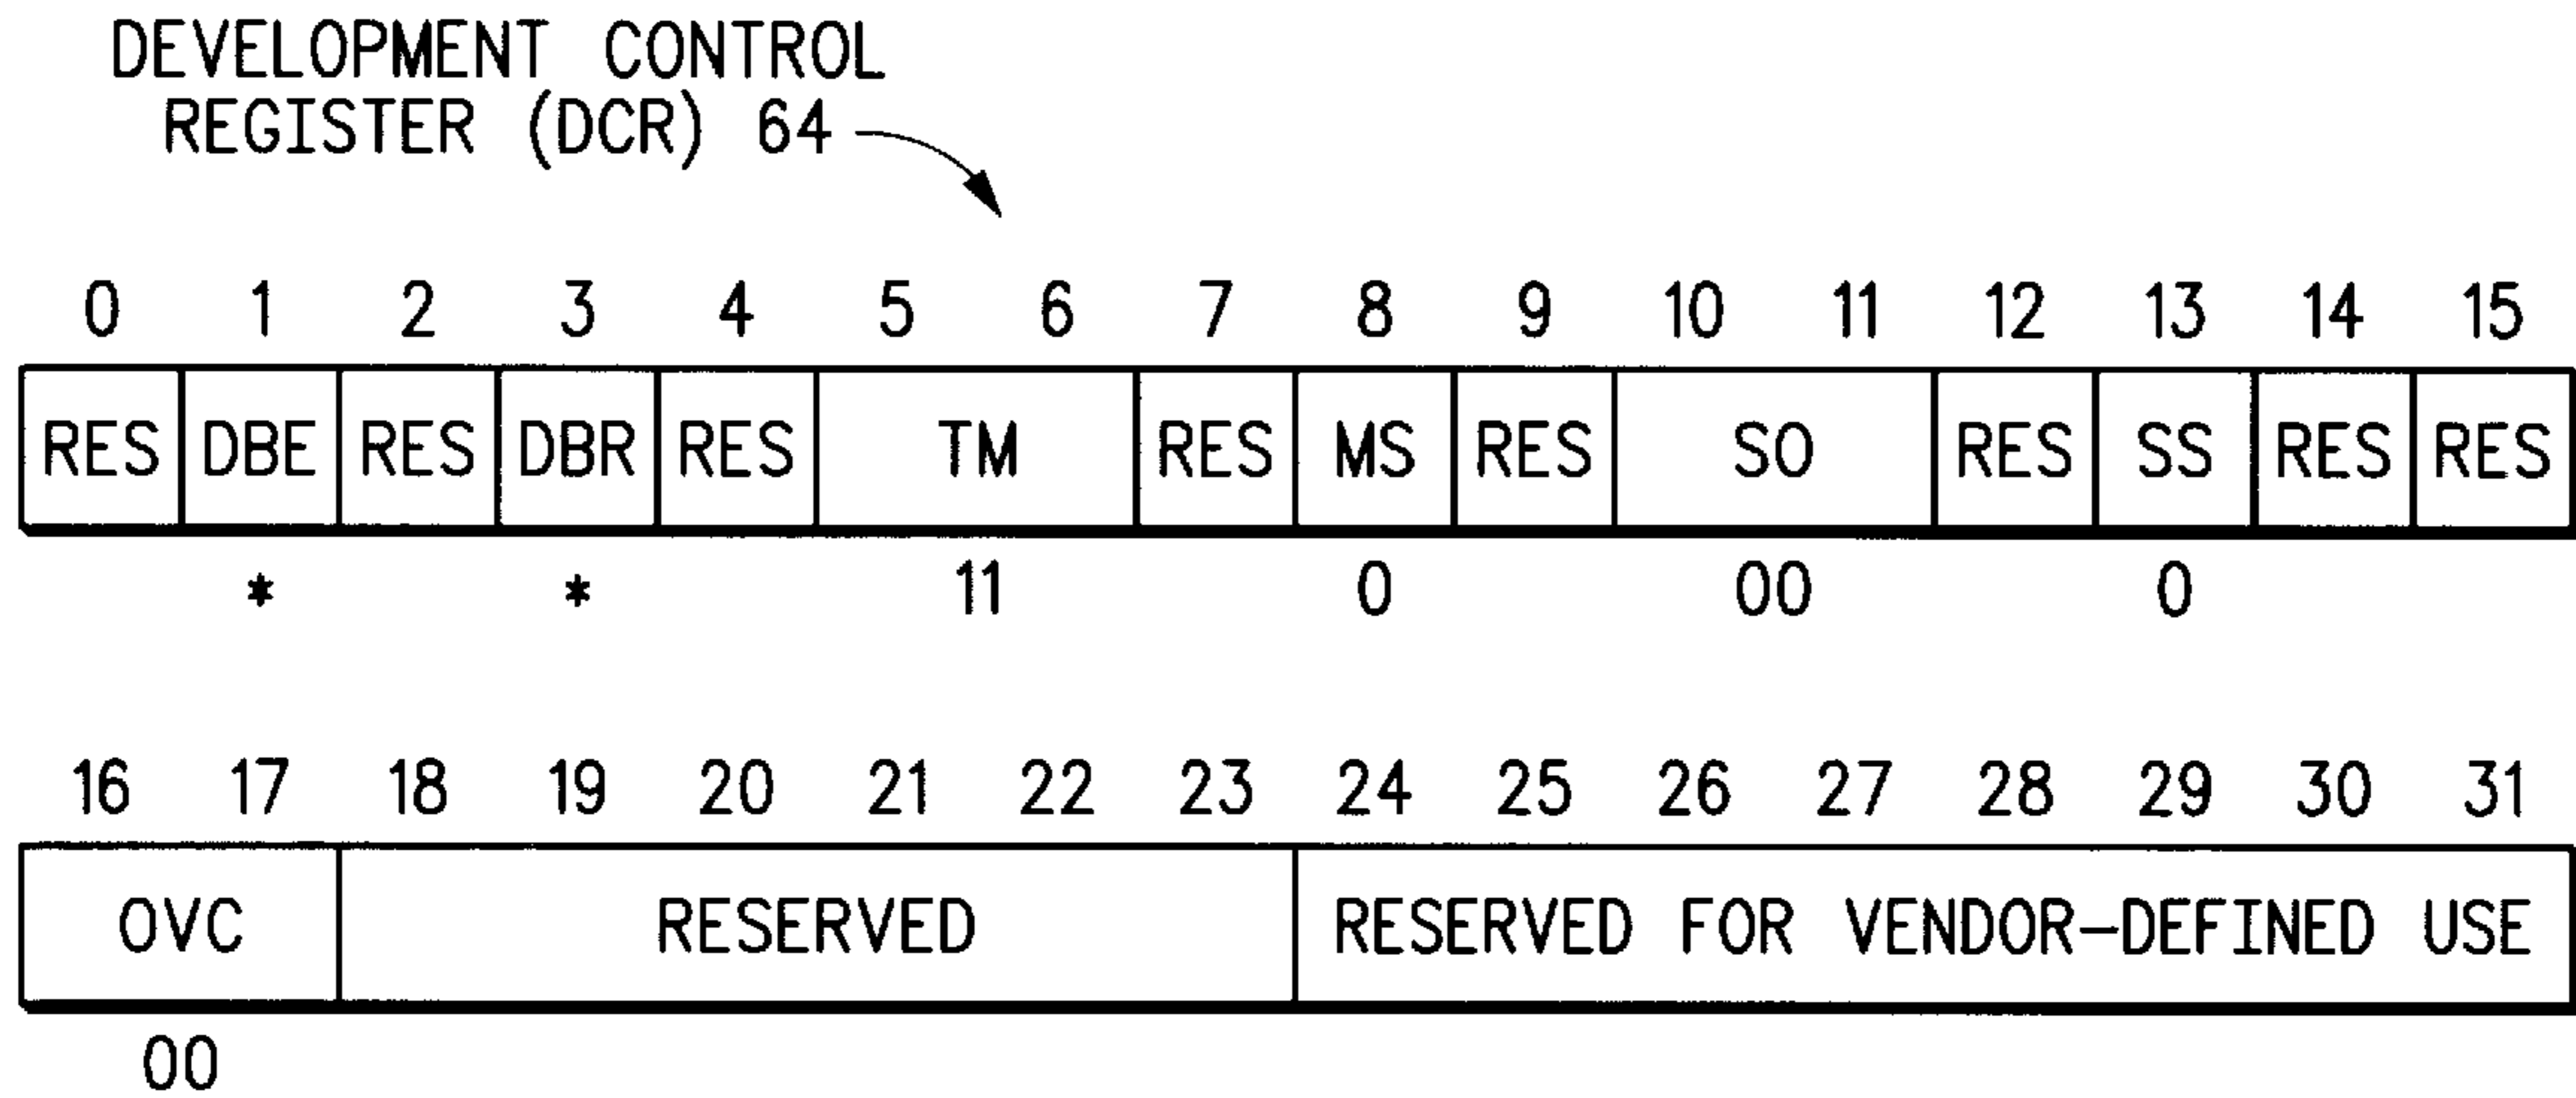 DEVELOPMENT CONTROL
REGISTER (DCR) 64
0 1 2 3 4 5 6 7 8 9 10 11 12 13 14 15
RES DBE RES DBR RES TM RES MS RES SO RES SS RES RES
* * 11 0 00 0
16 17 18 19 20 21 22 23 24 25 26 27 28 29 30 31
OVC RESERVED RESERVED FOR VENDOR-DEFINED USE
00